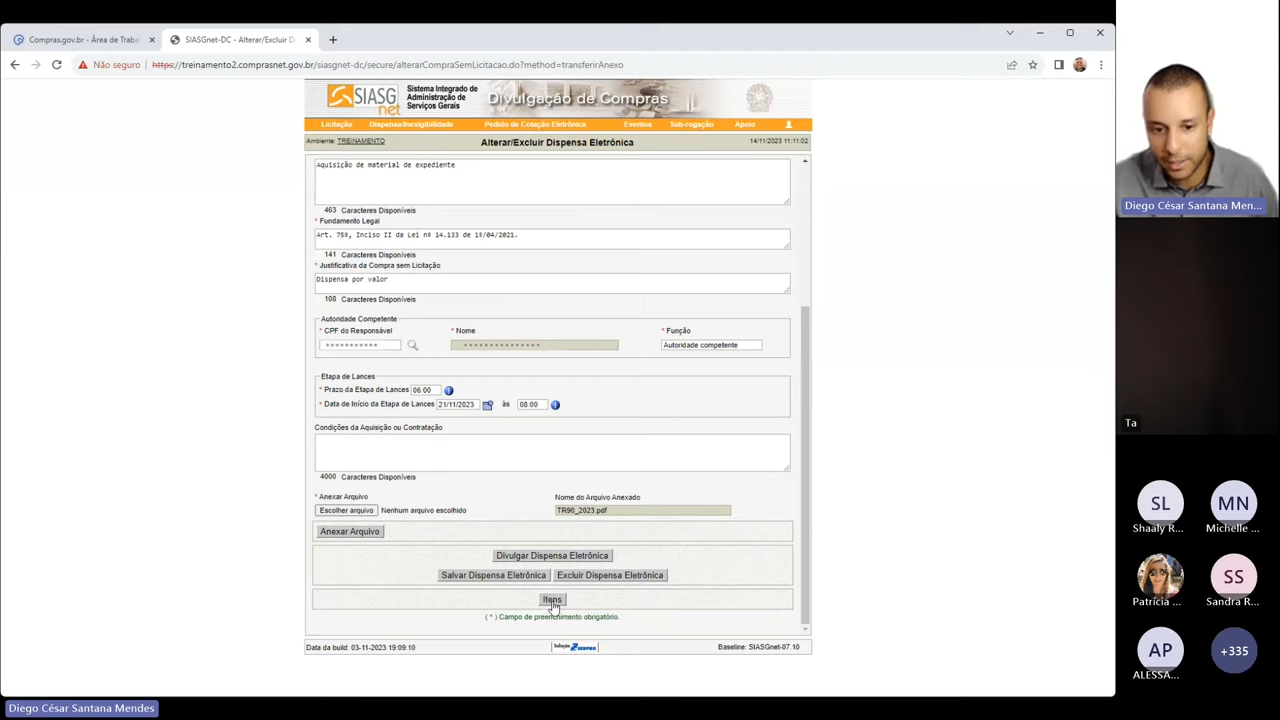 Compras.gov.br - Área de Trabal
SIASGnet-DC - Alterar/Excluir D
Não seguro
https://treinamento2.comprasnet.gov.br/siasgnet-dc/secure/alterarCompraSemLicitacao.do?method=transferirAnexo
SIASG
net
Sistema Integrado de
Administração de
Serviços Gerais
Divulgação de Compras
Licitação Dispensa/Inexigibilidade Pedido de Cotação Eletrônica Eventos Sub-rogação Apoio
Ambiente: TREINAMENTO
Alterar/Excluir Dispensa Eletrônica
14/11/2023 11:11:02
Aquisição de material de expediente
463 Caracteres Disponíveis
* Fundamento Legal
Art. 75º, Inciso II da Lei nº 14.133 de 1º/04/2021.
141 Caracteres Disponíveis
* Justificativa da Compra sem Licitação
Dispensa por valor
108 Caracteres Disponíveis
Autoridade Competente
* CPF do Responsável * Nome * Função
*********** *************** Autoridade competente
Etapa de Lances
* Prazo da Etapa de Lances 06:00
* Data de Início da Etapa de Lances 21/11/2023 às 08:00
Condições da Aquisição ou Contratação
4000 Caracteres Disponíveis
* Anexar Arquivo Nome do Arquivo Anexado
Escolher arquivo Nenhum arquivo escolhido TR90_2023.pdf
Anexar Arquivo
Divulgar Dispensa Eletrônica
Salvar Dispensa Eletrônica Excluir Dispensa Eletrônica
Itens
( * ) Campo de preenchimento obrigatório.
Data da build: 03-11-2023 19:09:10
Solução SERPRO
Baseline: SIASGnet-07.10
Diego César Santana Mendes
Diego César Santana Men...
Ta
SL
Shaaly R...
MN
Michelle ...
Patrícia ...
SS
Sandra R...
AP
ALESSA...
+335